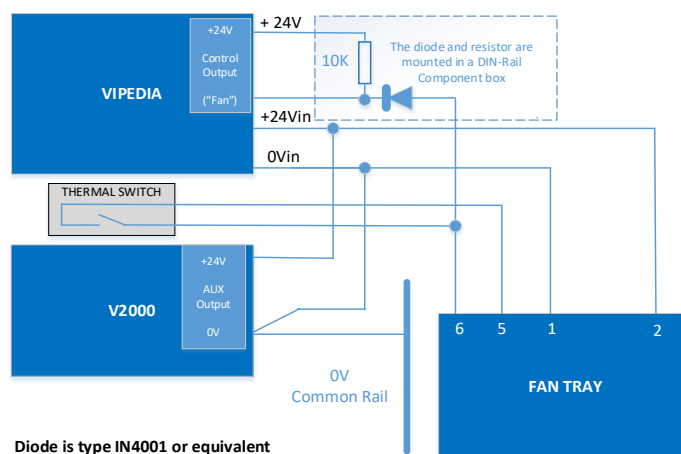 + 24V
+24V
Control
Output
("Fan")
VIPEDIA
10K
The diode and resistor are
mounted in a DIN-Rail
Component box
+24Vin
0Vin
THERMAL SWITCH
+24V
AUX
Output
0V
V2000
6 5 1 2
FAN TRAY
0V
Common Rail
Diode is type IN4001 or equivalent